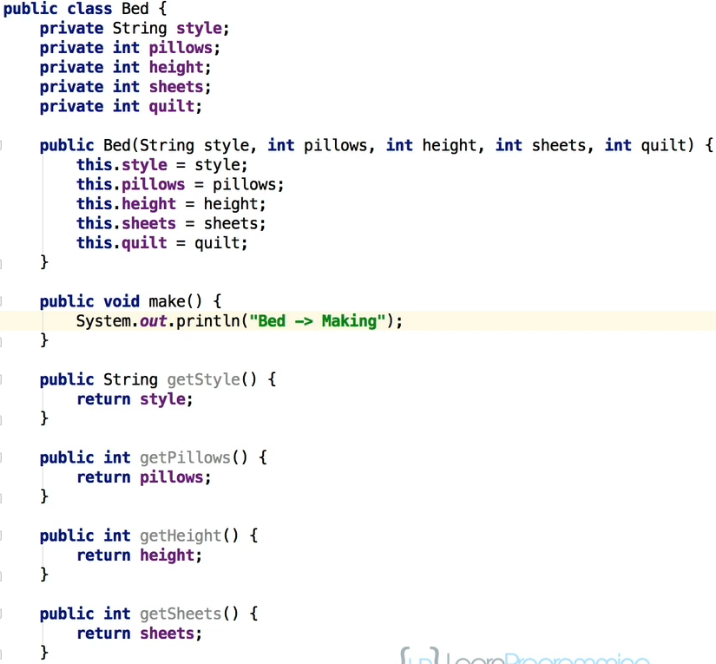 public class Bed {
    private String style;
    private int pillows;
    private int height;
    private int sheets;
    private int quilt;

    public Bed(String style, int pillows, int height, int sheets, int quilt) {
        this.style = style;
        this.pillows = pillows;
        this.height = height;
        this.sheets = sheets;
        this.quilt = quilt;
    }

    public void make() {
        System.out.println("Bed -> Making");
    }

    public String getStyle() {
        return style;
    }

    public int getPillows() {
        return pillows;
    }

    public int getHeight() {
        return height;
    }

    public int getSheets() {
        return sheets;
    }